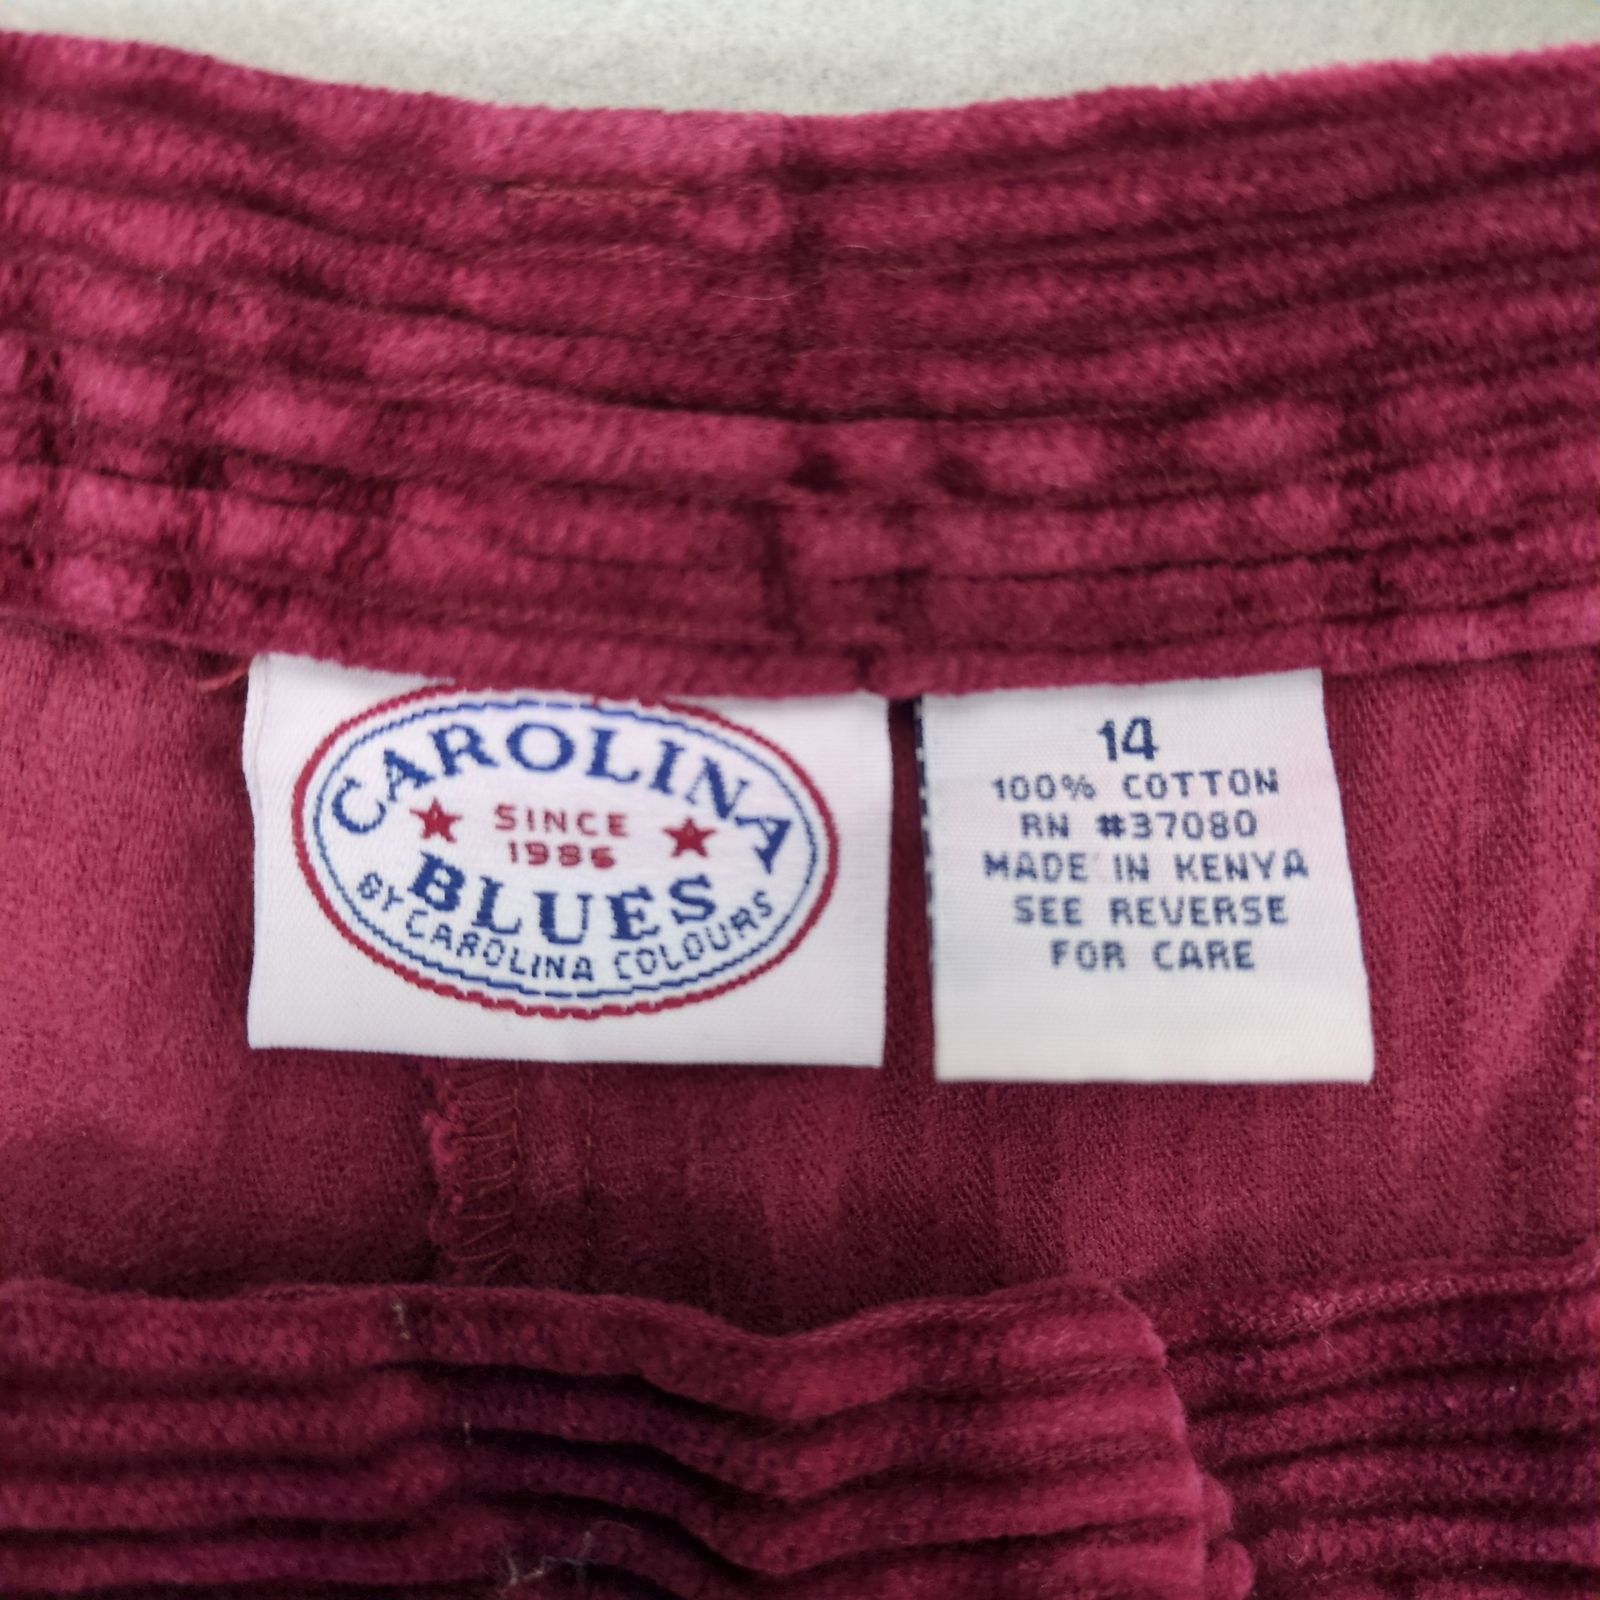 CAROLINA
SINCE
1986
BLUES
BY CAROLINA COLOURS
14
100% COTTON
RN #37080
MADE IN KENYA
SEE REVERSE
FOR CARE